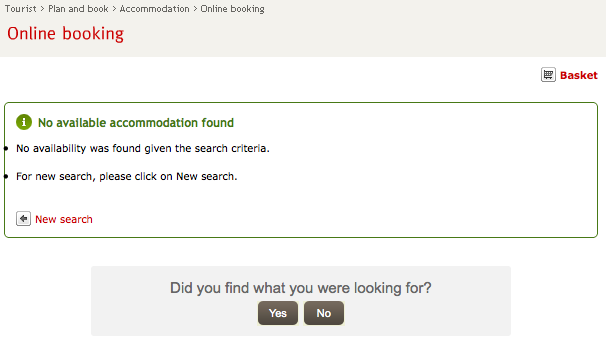 Tourist > Plan and book > Accommodation > Online booking
Online booking
Basket
No available accommodation found
No availability was found given the search criteria.
For new search, please click on New search.
New search
Did you find what you were looking for?
Yes No